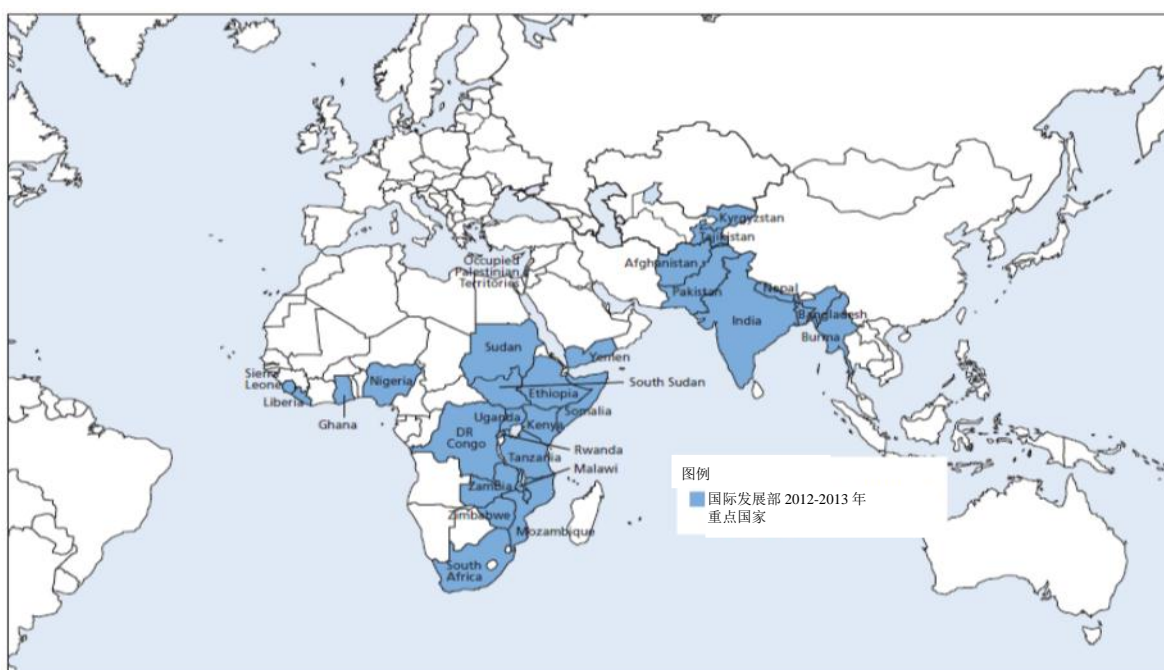 Kyrgyzstan
Tajikistan
Occupied
Palestinian
Territories
Afghanistan
Pakistan
Nepal
India
Bangladesh
Burma
Sudan
Yemen
Sierra
Leone
Nigeria
South Sudan
Ethiopia
Liberia
Ghana
Uganda
Somalia
Kenya
DR
Congo
Rwanda
Tanzania
Malawi
Zambia
Zimbabwe
Mozambique
South
Africa
图例
国际发展部 2012-2013 年
重点国家